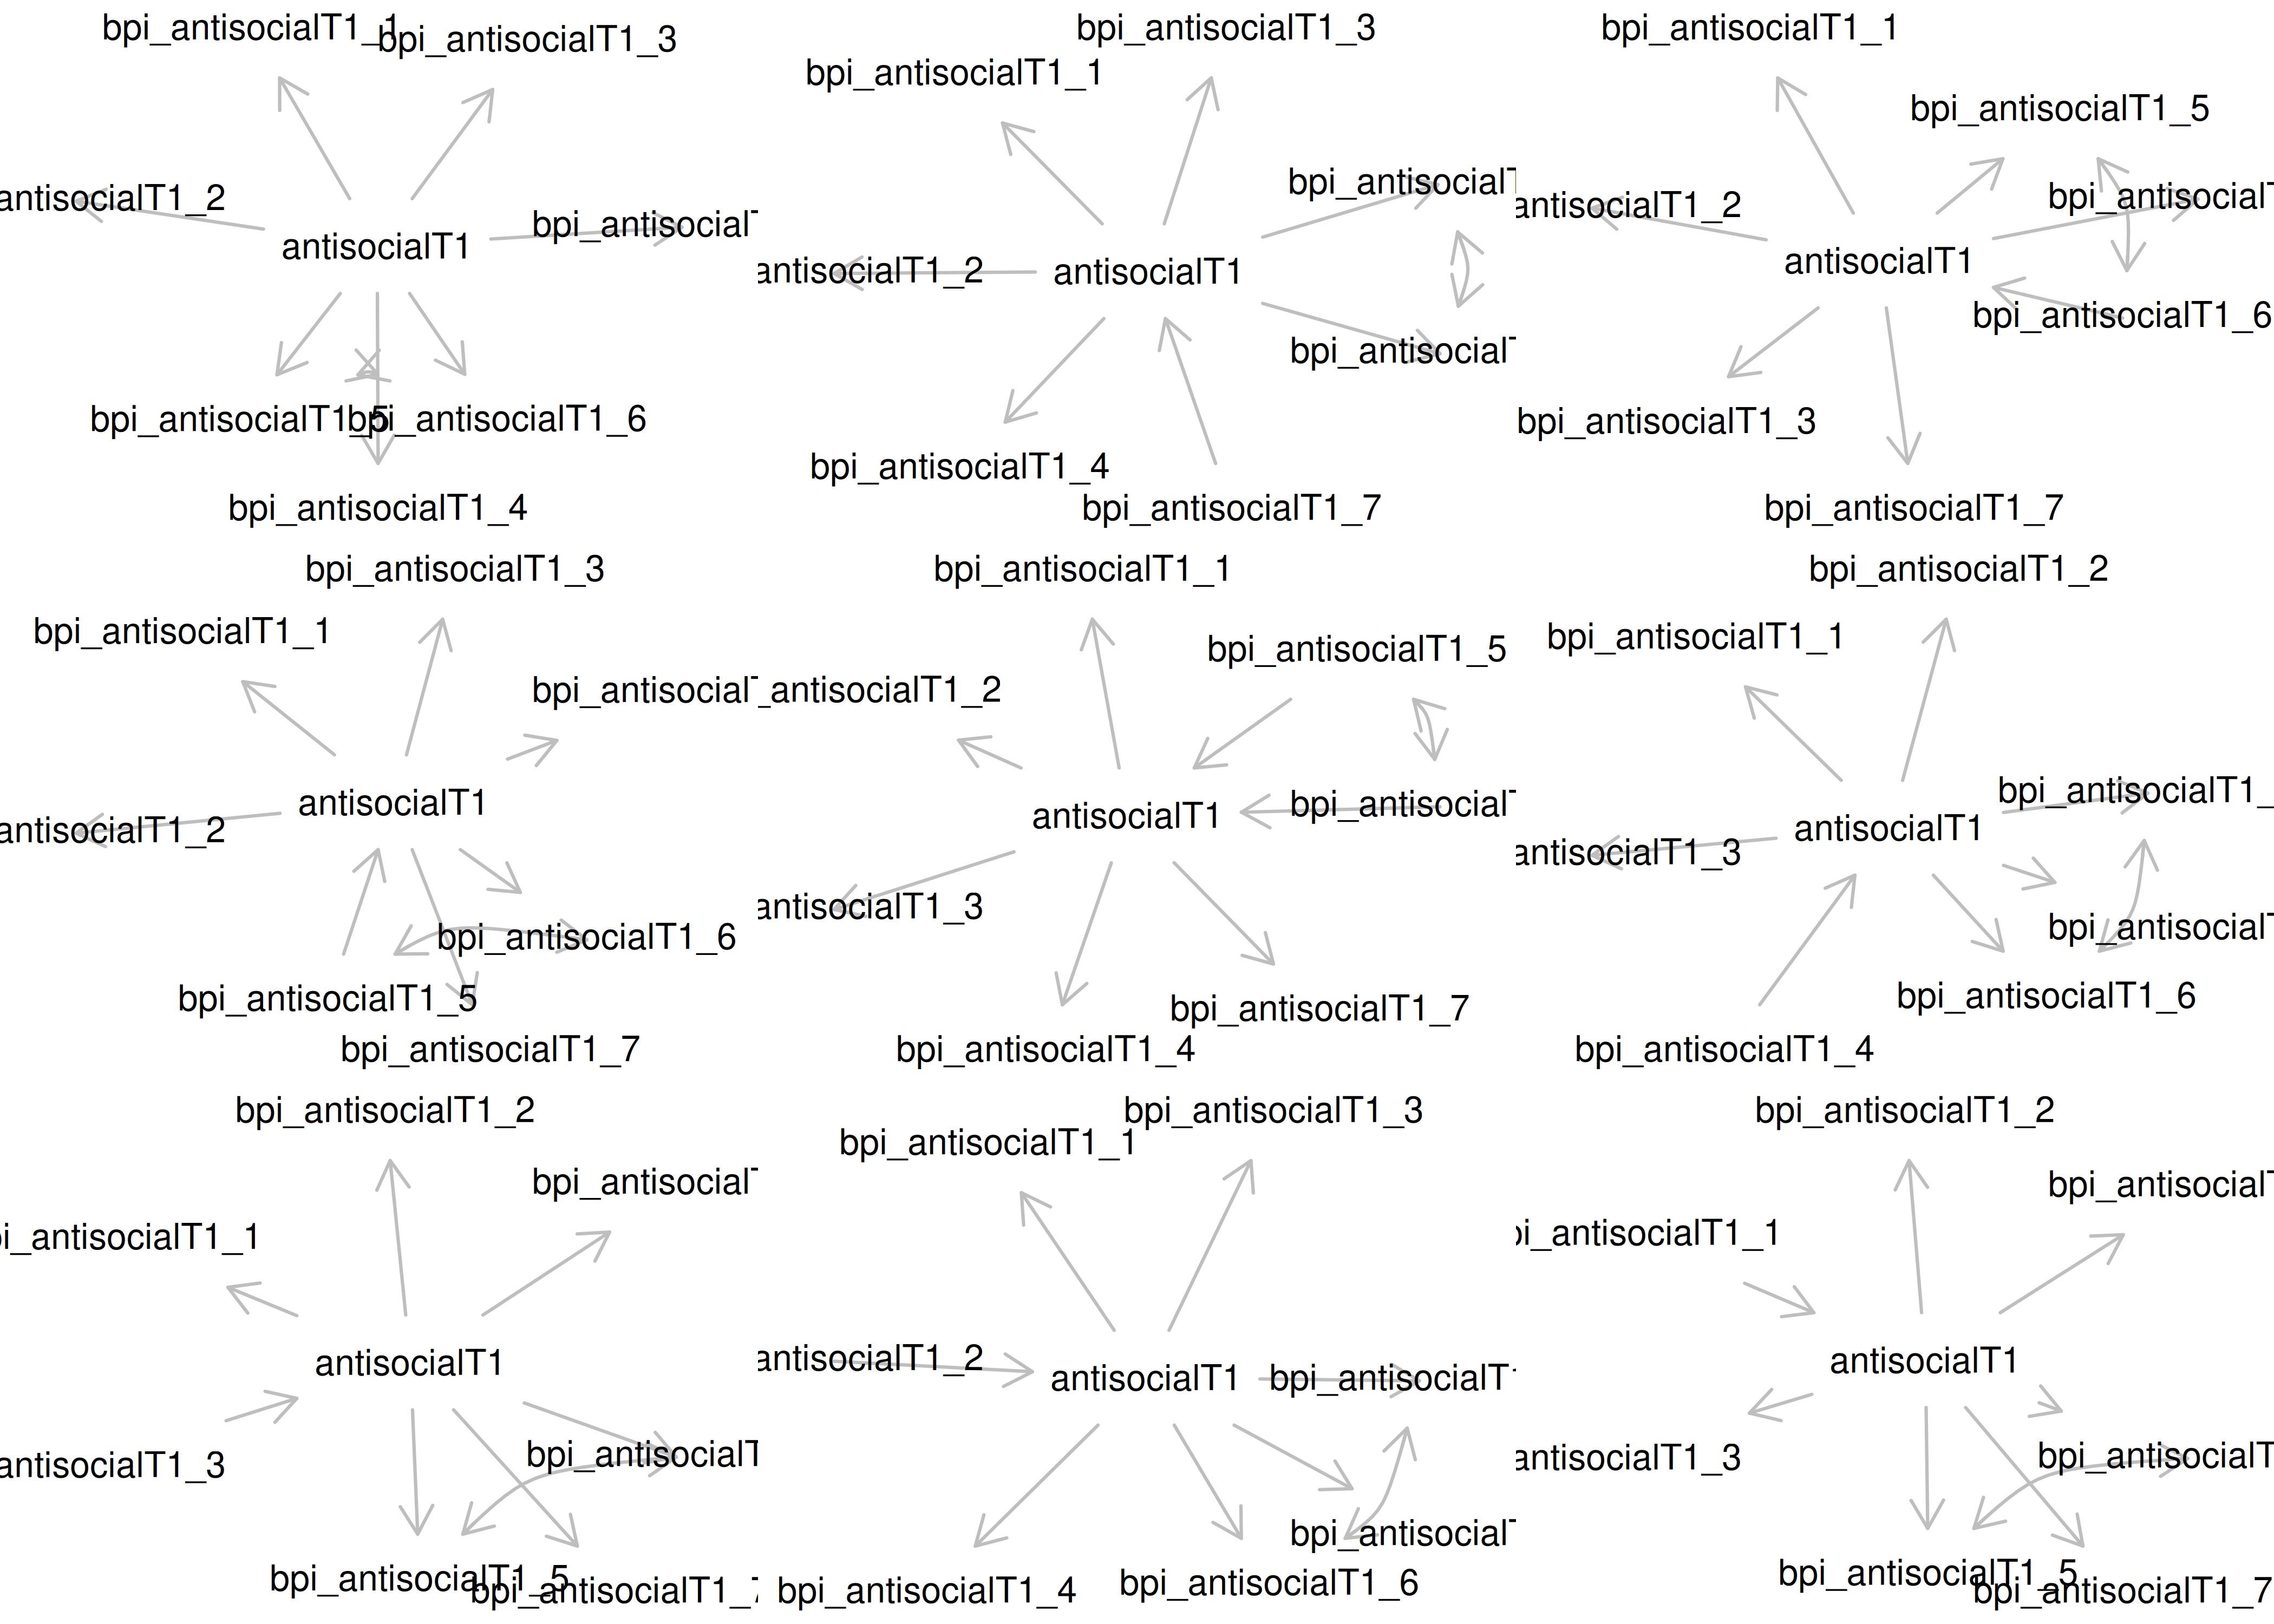 bpi_antisocialT1_1
bpi_antisocialT1_3
antisocialT1_2
bpi_antisocial
antisocialT1
bpi_antisocialT1_5
bpi_antisocialT1_6
bpi_antisocialT1_4
bpi_antisocialT1_3
bpi_antisocialT1_1
bpi_antisocial
antisocialT1_2
antisocialT1
bpi_antisocial
bpi_antisocialT1_4
bpi_antisocialT1_7
bpi_antisocialT1_1
bpi_antisocialT1_5
antisocialT1_2
bpi_antisocial
antisocialT1
bpi_antisocialT1_6
bpi_antisocialT1_3
bpi_antisocialT1_7
bpi_antisocialT1_3
bpi_antisocialT1_1
bpi_antisocial
antisocialT1
antisocialT1_2
bpi_antisocialT1_6
bpi_antisocialT1_5
bpi_antisocialT1_7
bpi_antisocialT1_1
bpi_antisocialT1_5
_antisocialT1_2
antisocialT1
bpi_antisocial
antisocialT1_3
bpi_antisocialT1_7
bpi_antisocialT1_4
bpi_antisocialT1_2
bpi_antisocialT1_1
bpi_antisocialT1_
antisocialT1
antisocialT1_3
bpi_antisocial
bpi_antisocialT1_6
bpi_antisocialT1_4
bpi_antisocialT1_2
bpi_antisocial
i_antisocialT1_1
antisocialT1
bpi_antisocialT
antisocialT1_3
bpi_antisocialT1_5
bpi_antisocialT1_7
bpi_antisocialT1_3
bpi_antisocialT1_1
antisocialT1_2
antisocialT1
bpi_antisocialT
bpi_antisocial
bpi_antisocialT1_6
bpi_antisocialT1_4
bpi_antisocialT1_2
bpi_antisocial
i_antisocialT1_1
antisocialT1
bpi_antisocialT
antisocialT1_3
bpi_antisocialT1_5
bpi_antisocialT1_7